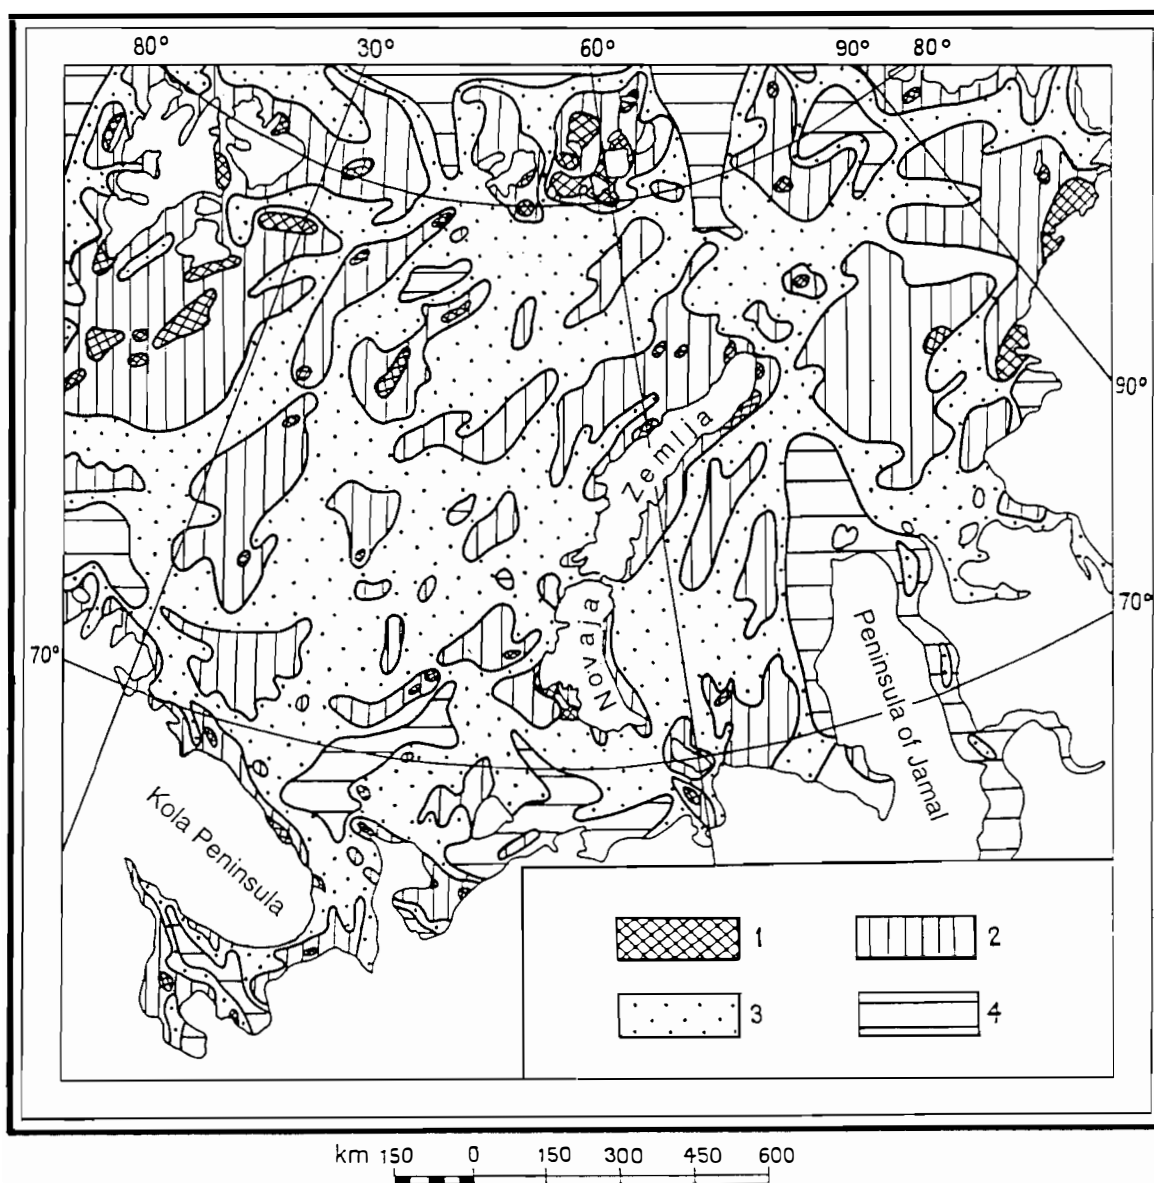 80° 30° 60° 90° 80°
90°
70°
70°
Zemlja
Novaja
Peninsula of Jamal
Kola Peninsula
1 2
3 4
km 150 0 150 300 450 600